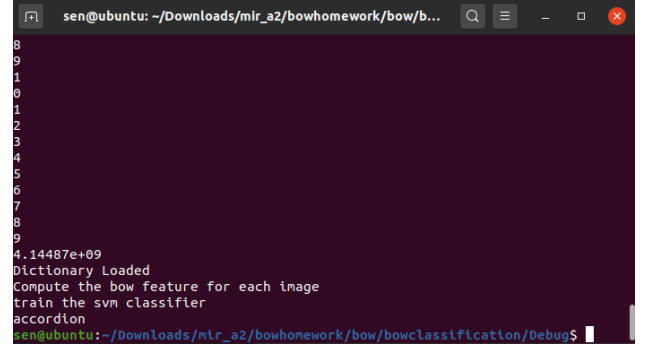 sen@ubuntu: ~/Downloads/mir_a2/bowhomework/bow/b...
8
9
1
0
1
2
3
4
5
6
7
8
9
4.14487e+09
Dictionary Loaded
Compute the bow feature for each image
train the svm classifier
accordion
sen@ubuntu:~/Downloads/mir_a2/bowhomework/bow/bowclassification/Debug$